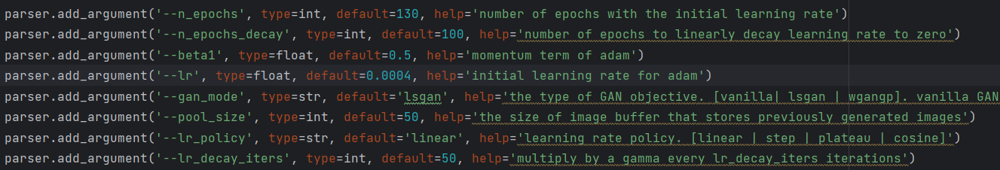 parser.add_argument('--n_epochs', type=int, default=130, help='number of epochs with the initial learning rate')
parser.add_argument('--n_epochs_decay', type=int, default=100, help='number of epochs to linearly decay learning rate to zero')
parser.add_argument('--beta1', type=float, default=0.5, help='momentum term of adam')
parser.add_argument('--lr', type=float, default=0.0004, help='initial learning rate for adam')
parser.add_argument('--gan_mode', type=str, default='lsgan', help='the type of GAN objective. [vanilla| lsgan | wgangp]. vanilla GAN
parser.add_argument('--pool_size', type=int, default=50, help='the size of image buffer that stores previously generated images')
parser.add_argument('--lr_policy', type=str, default='linear', help='learning rate policy. [linear | step | plateau | cosine]')
parser.add_argument('--lr_decay_iters', type=int, default=50, help='multiply by a gamma every lr_decay_iters iterations')